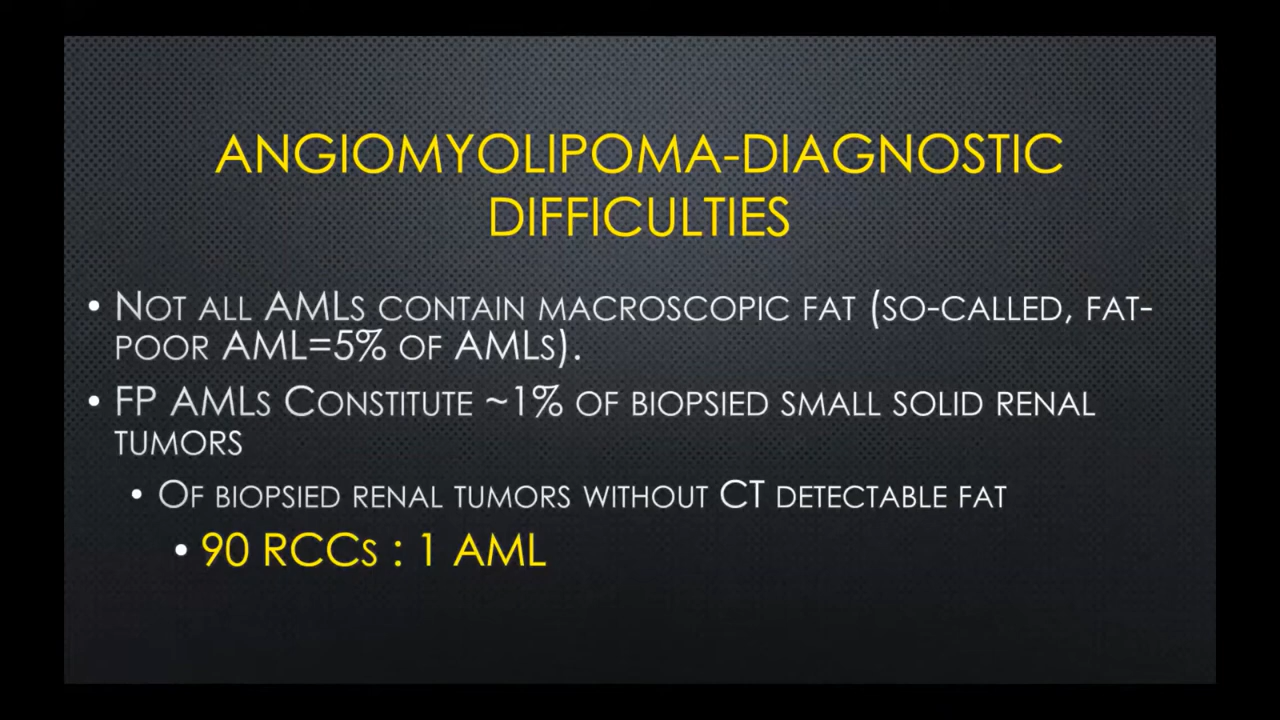 ANGIOMYOLIPOMA-DIAGNOSTIC
DIFFICULTIES
• NOT ALL AMLS CONTAIN MACROSCOPIC FAT (SO-CALLED, FAT-
POOR AML=5% OF AMLS).
• FP AMLS CONSTITUTE ~1% OF BIOPSIED SMALL SOLID RENAL
TUMORS
• OF BIOPSIED RENAL TUMORS WITHOUT CT DETECTABLE FAT
• 90 RCCS : 1 AML